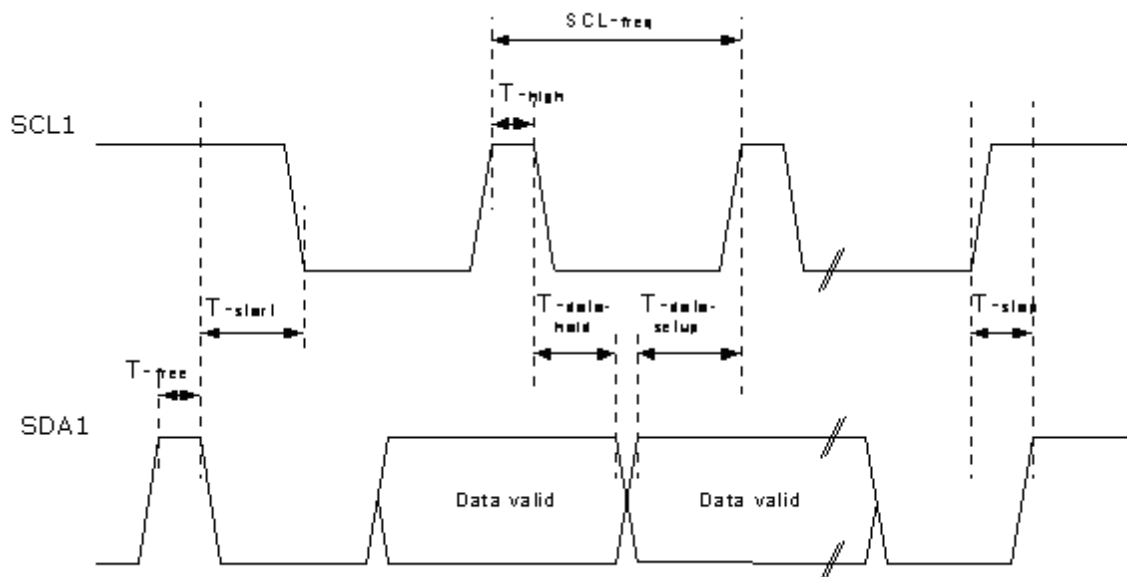 SCL-freq
T-high
SCL1
T-start
T-data-
hold
T-data-
setup
T-stop
T-free
SDA1
Data valid
Data valid